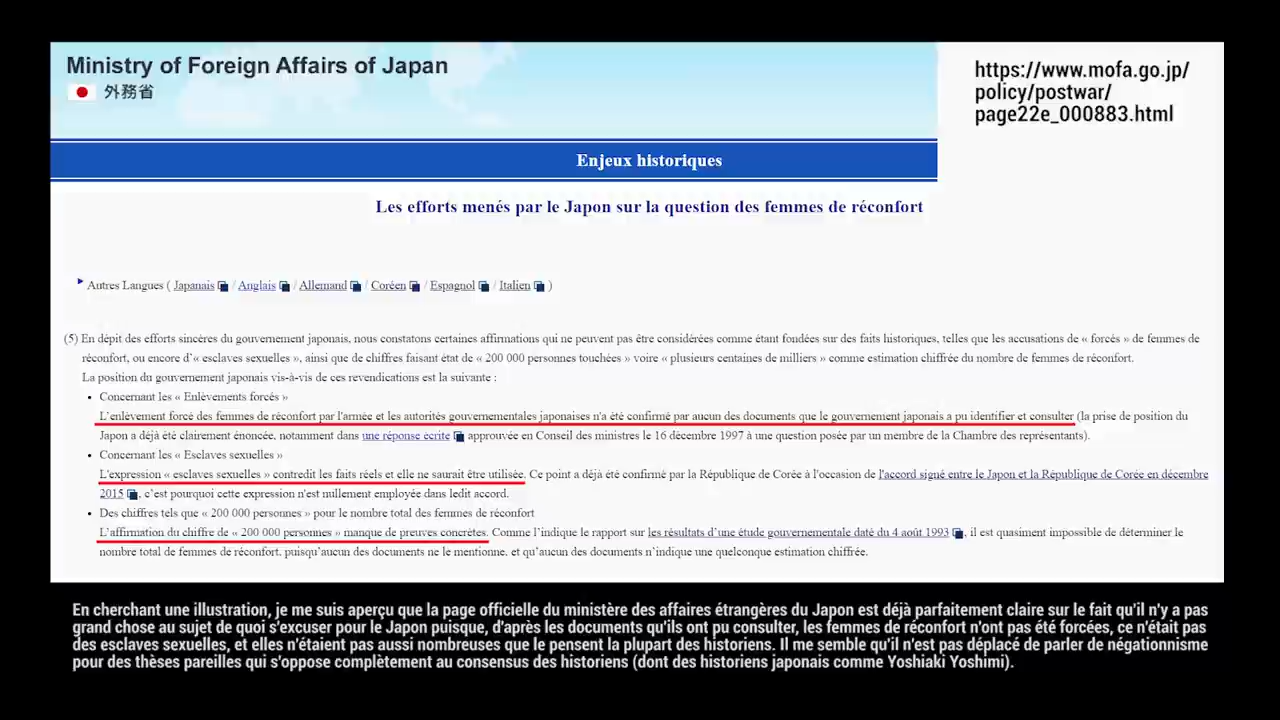 Ministry of Foreign Affairs of Japan
外務省
https://www.mofa.go.jp/
policy/postwar/
page22e_000883.html
Enjeux historiques
Les efforts menés par le Japon sur la question des femmes de réconfort
Autres Langues ( Japanais / Anglais / Allemand / Coréen / Espagnol / Italien )
(5) En dépit des efforts sincères du gouvernement japonais, nous constatons certaines affirmations qui ne peuvent pas être considérées comme étant fondées sur des faits historiques, telles que les accusations de « forcés » de femmes de
réconfort, ou encore d'« esclaves sexuelles », ainsi que de chiffres faisant état de « 200 000 personnes touchées » voire « plusieurs centaines de milliers » comme estimation chiffrée du nombre de femmes de réconfort.
La position du gouvernement japonais vis-à-vis de ces revendications est la suivante :
• Concernant les « Enlèvements forcés »
L'enlèvement forcé des femmes de réconfort par l'armée et les autorités gouvernementales japonaises n'a été confirmé par aucun des documents que le gouvernement japonais a pu identifier et consulter (la prise de position du
Japon a déjà été clairement énoncée, notamment dans une réponse écrite approuvée en Conseil des ministres le 16 décembre 1997 à une question posée par un membre de la Chambre des représentants).
• Concernant les « Esclaves sexuelles »
L'expression « esclaves sexuelles » contredit les faits réels et elle ne saurait être utilisée. Ce point a déjà été confirmé par la République de Corée à l'occasion de l'accord signé entre le Japon et la République de Corée en décembre
2015, c'est pourquoi cette expression n'est nullement employée dans ledit accord.
• Des chiffres tels que « 200 000 personnes » pour le nombre total des femmes de réconfort
L'affirmation du chiffre de « 200 000 personnes » manque de preuves concrètes. Comme l'indique le rapport sur les résultats d'une étude gouvernementale daté du 4 août 1993, il est quasiment impossible de déterminer le
nombre total de femmes de réconfort, puisqu'aucun des documents ne le mentionne, et qu'aucun des documents n'indique une quelconque estimation chiffrée.
En cherchant une illustration, je me suis aperçu que la page officielle du ministère des affaires étrangères du Japon est déjà parfaitement claire sur le fait qu'il n'y a pas
grand chose au sujet de quoi s'excuser pour le Japon puisque, d'après les documents qu'ils ont pu consulter, les femmes de réconfort n'ont pas été forcées, ce n'était pas
des esclaves sexuelles, et elles n'étaient pas aussi nombreuses que le pensent la plupart des historiens. Il me semble qu'il n'est pas déplacé de parler de négationnisme
pour des thèses pareilles qui s'oppose complètement au consensus des historiens (dont des historiens japonais comme Yoshiaki Yoshimi).